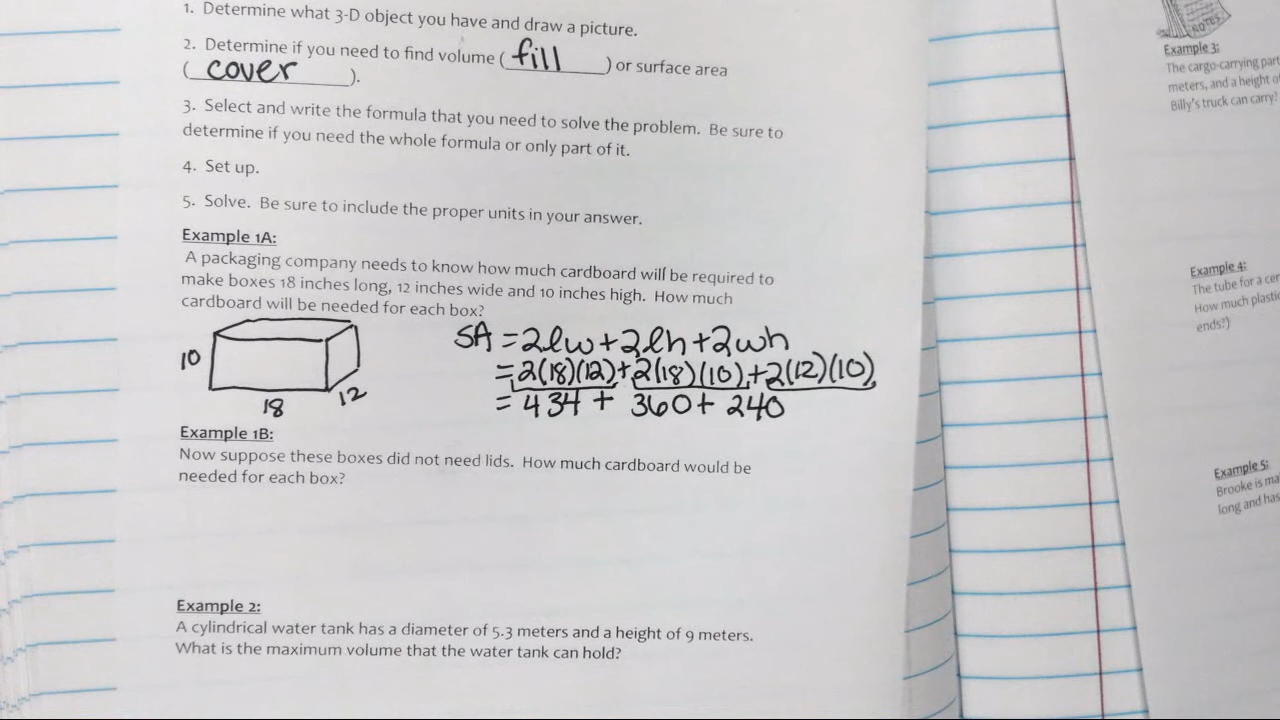 1. Determine what 3-D object you have and draw a picture.
2. Determine if you need to find volume ( fill ) or surface area
( cover ).
3. Select and write the formula that you need to solve the problem. Be sure to
determine if you need the whole formula or only part of it.
4. Set up.
5. Solve. Be sure to include the proper units in your answer.
Example 1A:
A packaging company needs to know how much cardboard will be required to
make boxes 18 inches long, 12 inches wide and 10 inches high. How much
cardboard will be needed for each box?
10
18
12
SA = 2lw + 2lh + 2wh
= 2(18)(12) + 2(18)(10) + 2(12)(10)
= 434 + 360 + 240
Example 1B:
Now suppose these boxes did not need lids. How much cardboard would be
needed for each box?
Example 2:
A cylindrical water tank has a diameter of 5.3 meters and a height of 9 meters.
What is the maximum volume that the water tank can hold?
NOTES
Example 3:
The cargo-carrying part
meters, and a height of
Billy's truck can carry?
Example 4:
The tube for a cer
How much plasti
ends?)
Example 5:
Brooke is ma
long and has